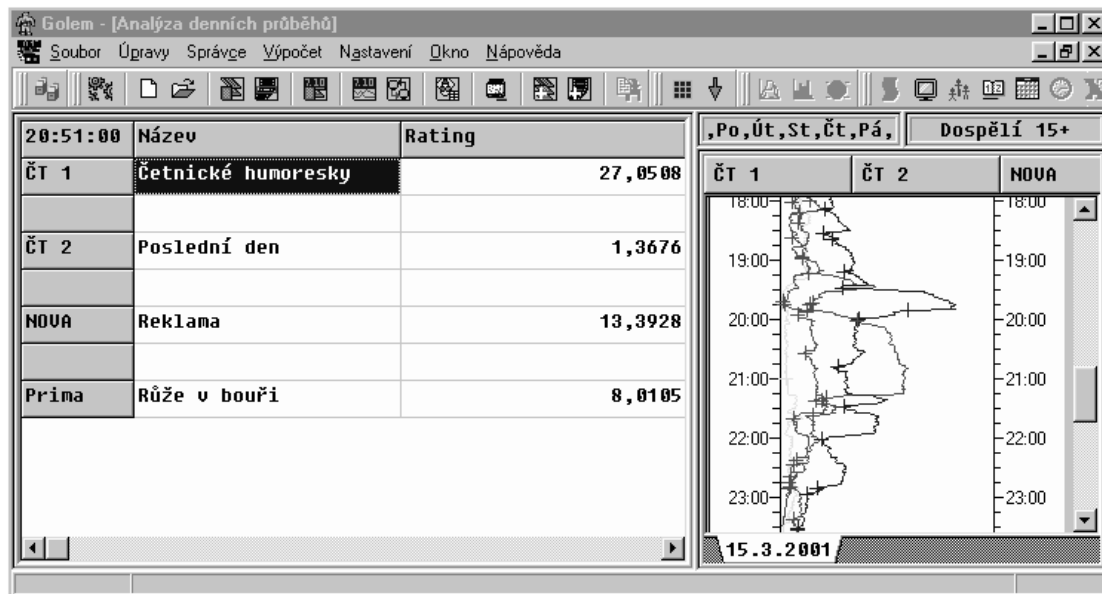 Golem - [Analýza denních průběhů]
Soubor Úpravy Správce Výpočet Nastavení Okno Nápověda
20:51:00 Název Rating
,Po,Út,St,Čt,Pá, Dospělí 15+
ČT 1 Četnické humoresky 27,0508
ČT 2 Poslední den 1,3676
NOVA Reklama 13,3928
Prima Růže v bouři 8,0105
ČT 1 ČT 2 NOVA
18:00 18:00
19:00 19:00
20:00 20:00
21:00 21:00
22:00 22:00
23:00 23:00
15.3.2001